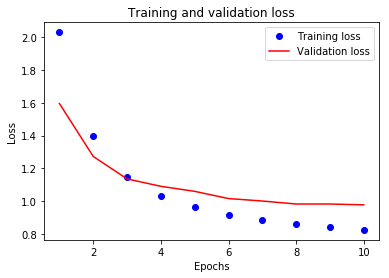 Training and validation loss
Training loss
Validation loss
Loss
2.0
1.8
1.6
1.4
1.2
1.0
0.8
2 4 6 8 10
Epochs